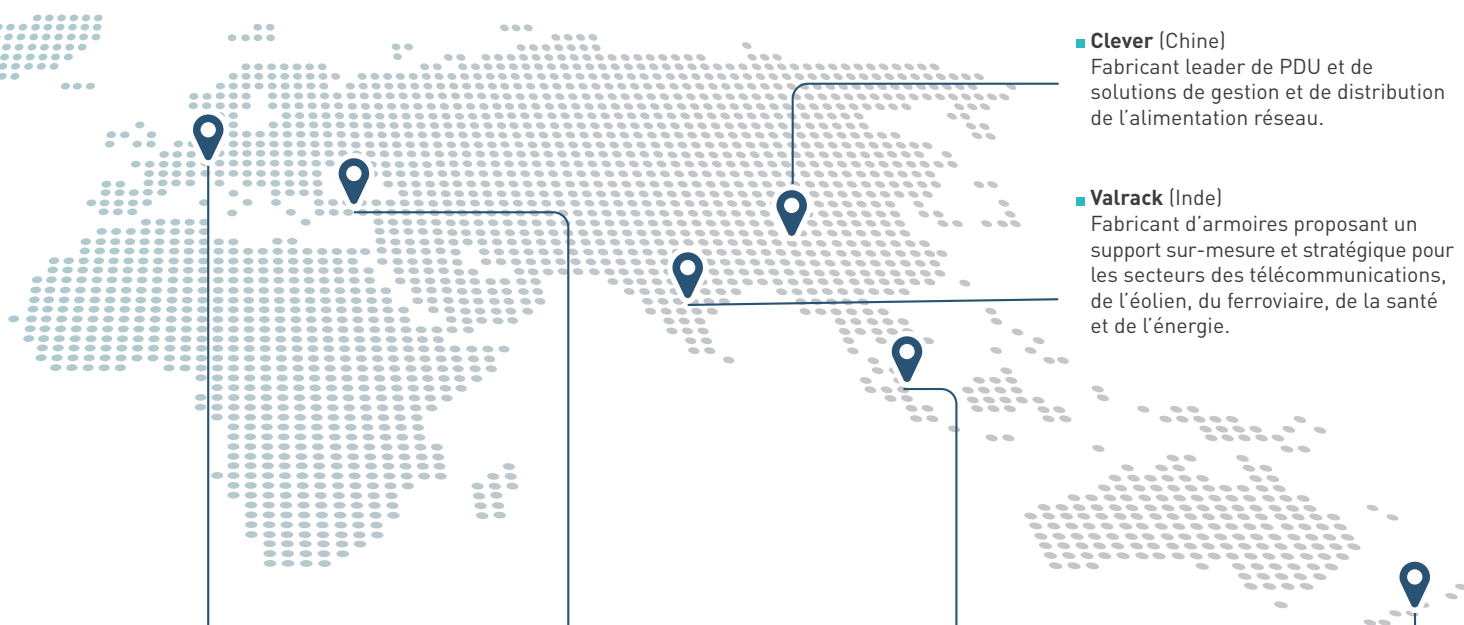 Clever (Chine)
Fabricant leader de PDU et de
solutions de gestion et de distribution
de l'alimentation réseau.
Valrack (Inde)
Fabricant d'armoires proposant un
support sur-mesure et stratégique pour
les secteurs des télécommunications,
de l'éolien, du ferroviaire, de la santé
et de l'énergie.